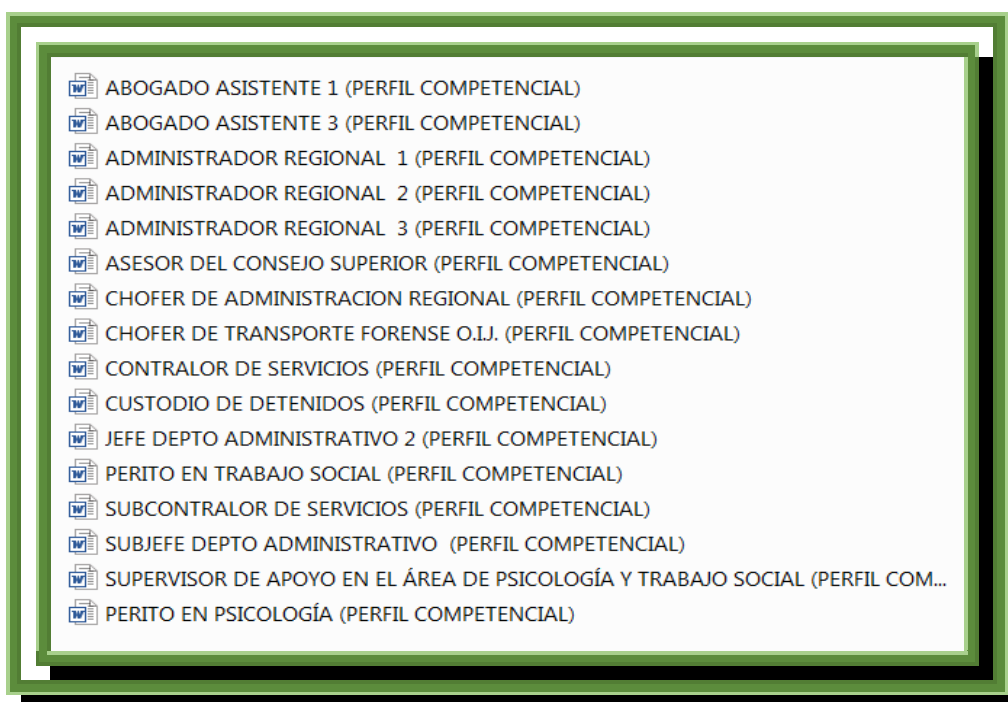 ABOGADO ASISTENTE 1 (PERFIL COMPETENCIAL)
ABOGADO ASISTENTE 3 (PERFIL COMPETENCIAL)
ADMINISTRADOR REGIONAL  1 (PERFIL COMPETENCIAL)
ADMINISTRADOR REGIONAL  2 (PERFIL COMPETENCIAL)
ADMINISTRADOR REGIONAL  3 (PERFIL COMPETENCIAL)
ASESOR DEL CONSEJO SUPERIOR (PERFIL COMPETENCIAL)
CHOFER DE ADMINISTRACION REGIONAL (PERFIL COMPETENCIAL)
CHOFER DE TRANSPORTE FORENSE O.I.J. (PERFIL COMPETENCIAL)
CONTRALOR DE SERVICIOS (PERFIL COMPETENCIAL)
CUSTODIO DE DETENIDOS (PERFIL COMPETENCIAL)
JEFE DEPTO ADMINISTRATIVO 2 (PERFIL COMPETENCIAL)
PERITO EN TRABAJO SOCIAL (PERFIL COMPETENCIAL)
SUBCONTRALOR DE SERVICIOS (PERFIL COMPETENCIAL)
SUBJEFE DEPTO ADMINISTRATIVO  (PERFIL COMPETENCIAL)
SUPERVISOR DE APOYO EN EL ÁREA DE PSICOLOGÍA Y TRABAJO SOCIAL (PERFIL COM...
PERITO EN PSICOLOGÍA (PERFIL COMPETENCIAL)